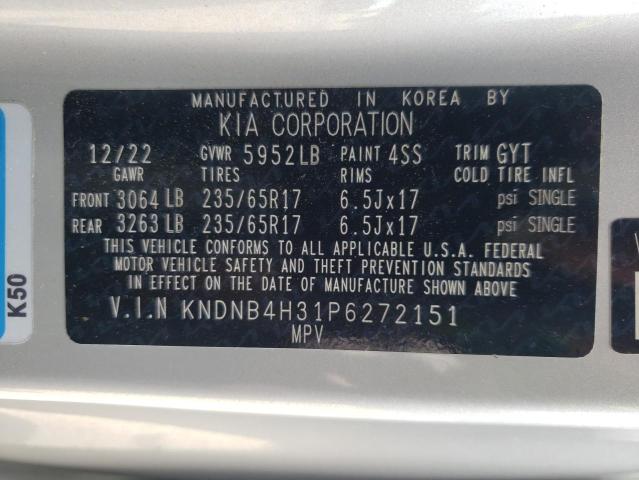 MANUFACTURED IN KOREA BY
KIA CORPORATION
12/22 GVWR 5952LB PAINT 4SS TRIM GYT
GAWR TIRES RIMS COLD TIRE INFL
FRONT 3064 LB 235/65R17 6.5Jx17 psi SINGLE
REAR 3263 LB 235/65R17 6.5Jx17 psi SINGLE
THIS VEHICLE CONFORMS TO ALL APPLICABLE U.S.A. FEDERAL
MOTOR VEHICLE SAFETY AND THEFT PREVENTION STANDARDS
IN EFFECT ON THE DATE OF MANUFACTURE SHOWN ABOVE
V.I.N KNDNB4H31P6272151
MPV
K50